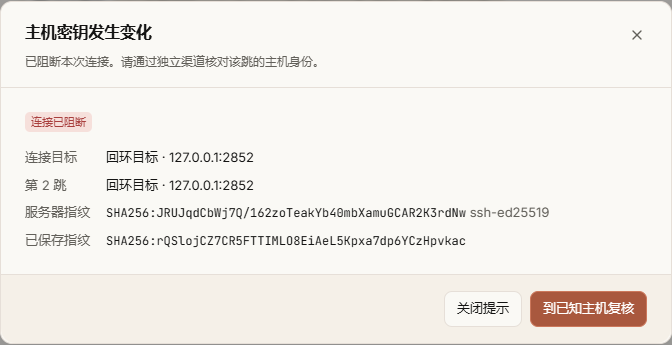 主机密钥发生变化
已阻断本次连接。请通过独立渠道核对该跳的主机身份。
连接已阻断
连接目标 回环目标 · 127.0.0.1:2852
第 2 跳 回环目标 · 127.0.0.1:2852
服务器指纹 SHA256:JRUJqdCbWj7Q/162zoTeakYb40mbXamuGCAR2K3rdNw ssh-ed25519
已保存指纹 SHA256:rQSlojCZ7CR5FTTIMLO8EiAeL5Kpxa7dp6YCzHpvkac
关闭提示 到已知主机复核